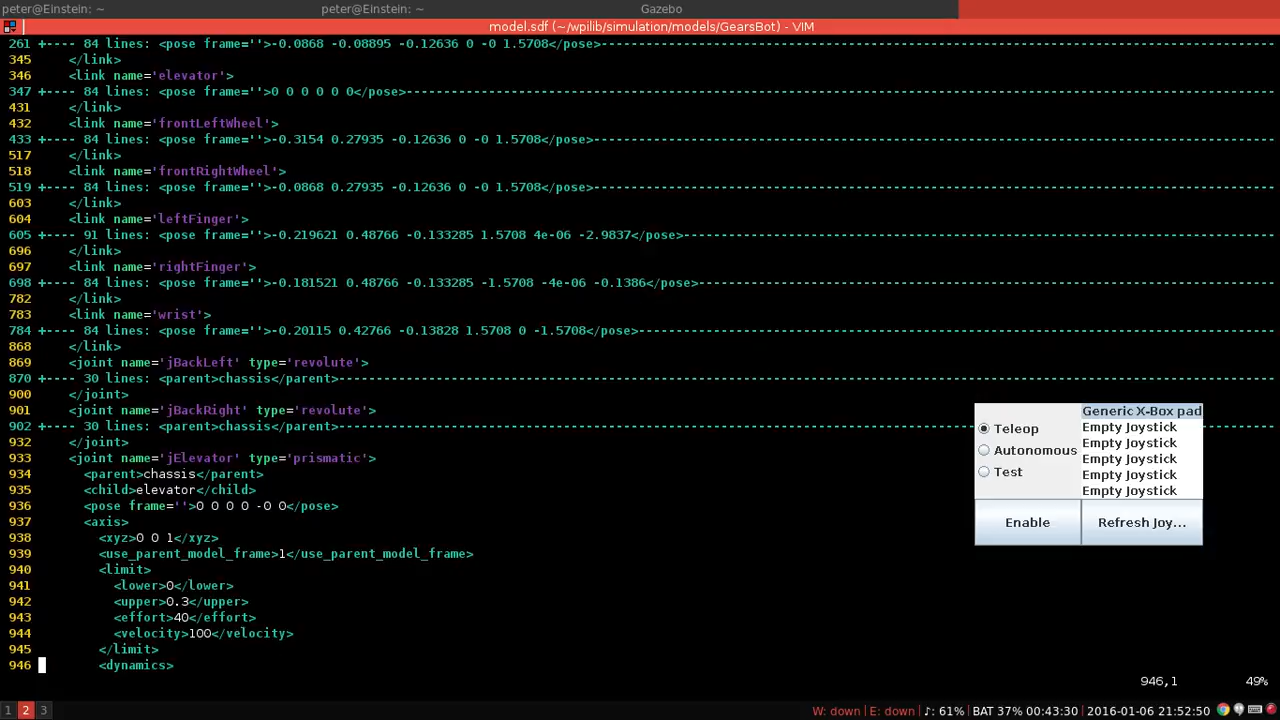 peter@Einstein: ~ peter@Einstein: ~ Gazebo
model.sdf (~/wpilib/simulation/models/GearsBot) - VIM
261 +---- 84 lines: <pose frame=''>-0.0868 -0.08895 -0.12636 0 -0 1.5708</pose>
345 </link>
346 <link name='elevator'>
347 +---- 84 lines: <pose frame=''>0 0 0 0 0 0</pose>
431 </link>
432 <link name='frontLeftWheel'>
433 +---- 84 lines: <pose frame=''>-0.3154 0.27935 -0.12636 0 -0 1.5708</pose>
517 </link>
518 <link name='frontRightWheel'>
519 +---- 84 lines: <pose frame=''>-0.0868 0.27935 -0.12636 0 -0 1.5708</pose>
603 </link>
604 <link name='leftFinger'>
605 +---- 91 lines: <pose frame=''>-0.219621 0.48766 -0.133285 1.5708 4e-06 -2.9837</pose>
696 </link>
697 <link name='rightFinger'>
698 +---- 84 lines: <pose frame=''>-0.181521 0.48766 -0.133285 -1.5708 -4e-06 -0.1386</pose>
782 </link>
783 <link name='wrist'>
784 +---- 84 lines: <pose frame=''>-0.20115 0.42766 -0.13828 1.5708 0 -1.5708</pose>
868 </link>
869 <joint name='jBackLeft' type='revolute'>
870 +---- 30 lines: <parent>chassis</parent>
900 </joint>
901 <joint name='jBackRight' type='revolute'>
902 +---- 30 lines: <parent>chassis</parent>
932 </joint>
933 <joint name='jElevator' type='prismatic'>
934 <parent>chassis</parent>
935 <child>elevator</child>
936 <pose frame=''>0 0 0 0 -0 0</pose>
937 <axis>
938 <xyz>0 0 1</xyz>
939 <use_parent_model_frame>1</use_parent_model_frame>
940 <limit>
941 <lower>0</lower>
942 <upper>0.3</upper>
943 <effort>40</effort>
944 <velocity>100</velocity>
945 </limit>
946 <dynamics>
946,1 49%
Teleop
Autonomous
Test
Generic X-Box pad
Empty Joystick
Empty Joystick
Empty Joystick
Empty Joystick
Empty Joystick
Enable
Refresh Joy...
1 2 3
W: down | E: down | ♪: 61% | BAT 37% 00:43:30 | 2016-01-06 21:52:50